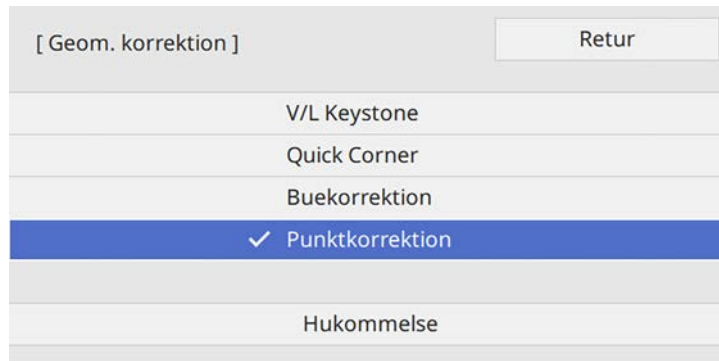 [ Geom. korrektion ]
Retur
V/L Keystone
Quick Corner
Buekorrektion
Punktkorrektion
Hukommelse